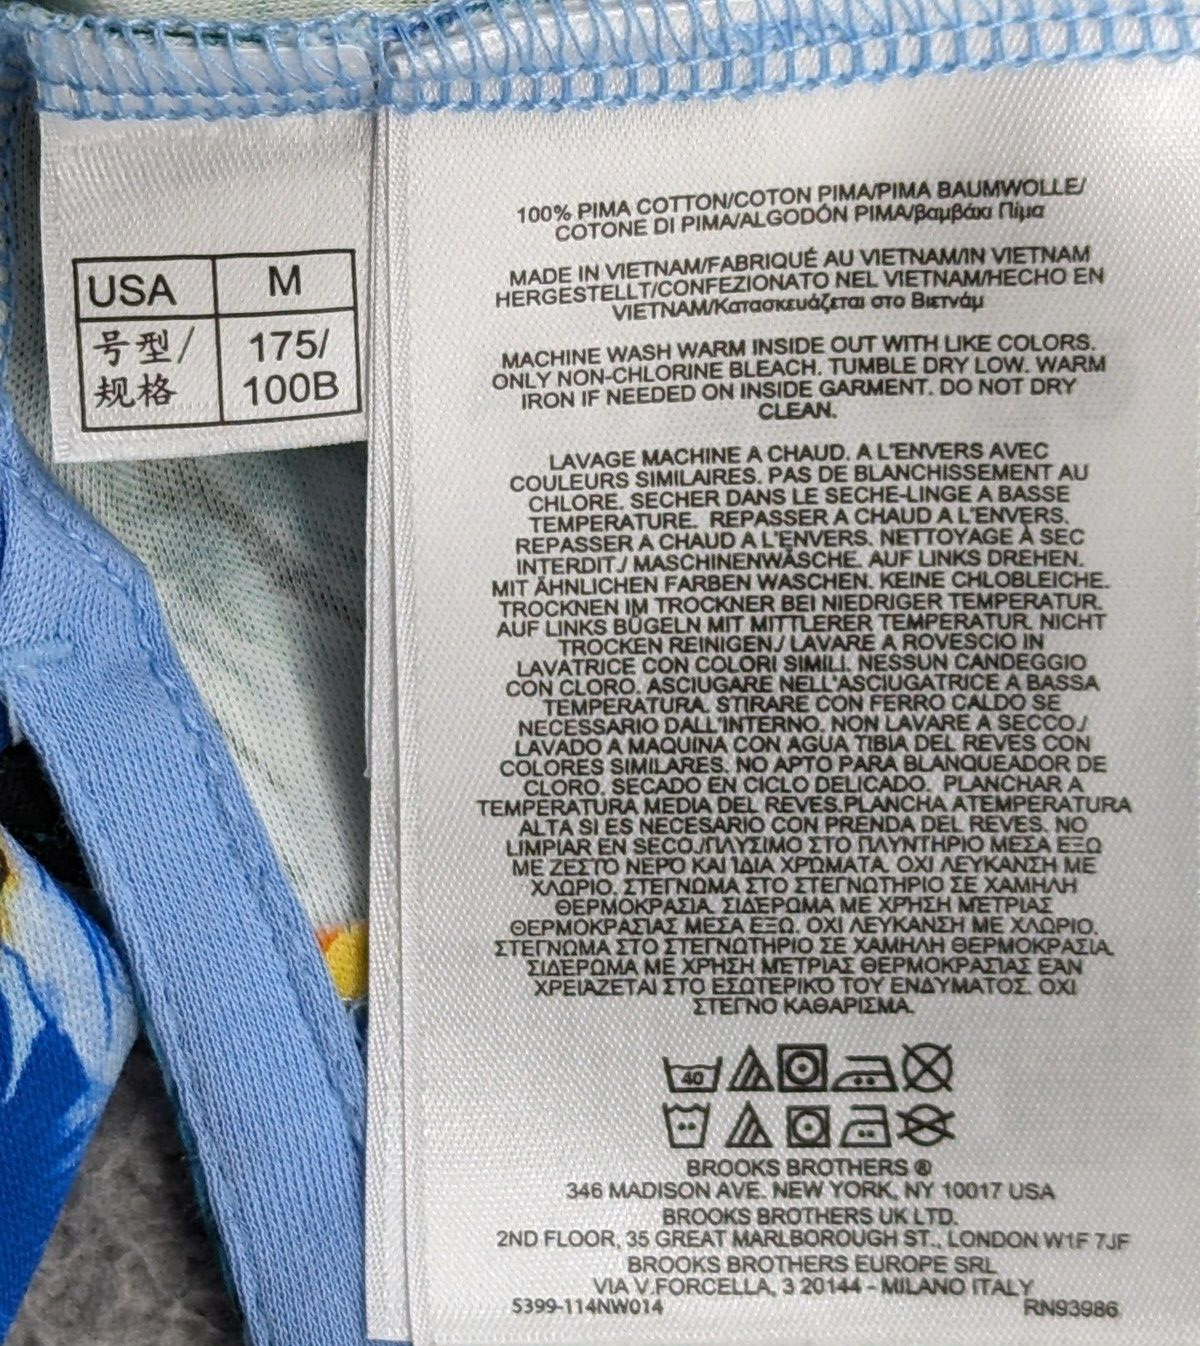 USA M
号型/ 175/
规格 100B
100% PIMA COTTON/COTON PIMA/PIMA BAUMWOLLE/
COTONE DI PIMA/ALGODÓN PIMA/βαμβάκι Πίμα
MADE IN VIETNAM/FABRIQUÉ AU VIETNAM/IN VIETNAM
HERGESTELLT/CONFEZIONATO NEL VIETNAM/HECHO EN
VIETNAM/Κατασκευάζεται στο Βιετνάμ
MACHINE WASH WARM INSIDE OUT WITH LIKE COLORS.
ONLY NON-CHLORINE BLEACH. TUMBLE DRY LOW. WARM
IRON IF NEEDED ON INSIDE GARMENT. DO NOT DRY
CLEAN.
LAVAGE MACHINE A CHAUD. A L'ENVERS AVEC
COULEURS SIMILAIRES. PAS DE BLANCHISSEMENT AU
CHLORE. SECHER DANS LE SECHE-LINGE A BASSE
TEMPERATURE. REPASSER A CHAUD A L'ENVERS.
REPASSER A CHAUD A L'ENVERS. NETTOYAGE À SEC
INTERDIT./ MASCHINENWÄSCHE. AUF LINKS DREHEN.
MIT ÄHNLICHEN FARBEN WASCHEN. KEINE CHLOBLEICHE.
TROCKNEN IM TROCKNER BEI NIEDRIGER TEMPERATUR.
AUF LINKS BÜGELN MIT MITTLERER TEMPERATUR. NICHT
TROCKEN REINIGEN./ LAVARE A ROVESCIO IN
LAVATRICE CON COLORI SIMILI. NESSUN CANDEGGIO
CON CLORO. ASCIUGARE NELL'ASCIUGATRICE A BASSA
TEMPERATURA. STIRARE CON FERRO CALDO SE
NECESSARIO DALL'INTERNO. NON LAVARE A SECCO./
LAVADO A MAQUINA CON AGUA TIBIA DEL REVES CON
COLORES SIMILARES. NO APTO PARA BLANQUEADOR DE
CLORO. SECADO EN CICLO DELICADO. PLANCHAR A
TEMPERATURA MEDIA DEL REVES.PLANCHA ATEMPERATURA
ALTA SI ES NECESARIO CON PRENDA DEL REVES. NO
LIMPIAR EN SECO./ΠΛΥΣΙΜΟ ΣΤΟ ΠΛΥΝΤΗΡΙΟ ΜΕΣΑ ΕΞΩ
ΜΕ ΖΕΣΤΌ ΝΕΡΌ ΚΑΙ ΊΔΙΑ ΧΡΏΜΑΤΑ. ΟΧΙ ΛΕΥΚΑΝΣΗ ΜΕ
ΧΛΩΡΙΟ. ΣΤΕΓΝΩΜΑ ΣΤΟ ΣΤΕΓΝΩΤΗΡΙΟ ΣΕ ΧΑΜΗΛΗ
ΘΕΡΜΟΚΡΑΣΙΑ. ΣΙΔΕΡΩΜΑ ΜΕ ΧΡΉΣΗ ΜΈΤΡΙΑΣ
ΘΕΡΜΟΚΡΑΣΙΑΣ ΜΕΣΑ ΕΞΩ. ΟΧΙ ΛΕΥΚΑΝΣΗ ΜΕ ΧΛΩΡΙΟ.
ΣΤΕΓΝΩΜΑ ΣΤΟ ΣΤΕΓΝΩΤΗΡΙΟ ΣΕ ΧΑΜΗΛΗ ΘΕΡΜΟΚΡΑΣΙΑ.
ΣΙΔΈΡΩΜΑ ΜΕ ΧΡΉΣΗ ΜΈΤΡΙΑΣ ΘΕΡΜΟΚΡΑΣΊΑΣ ΕΑΝ
ΧΡΕΙΑΖΕΤΑΙ ΣΤΟ ΕΣΩΤΕΡΙΚΌ ΤΟΥ ΕΝΔΥΜΑΤΟΣ. ΟΧΙ
ΣΤΕΓΝΟ ΚΑΘΑΡΙΣΜΑ.
40
BROOKS BROTHERS ®
346 MADISON AVE. NEW YORK, NY 10017 USA
BROOKS BROTHERS UK LTD.
2ND FLOOR, 35 GREAT MARLBOROUGH ST., LONDON W1F 7JF
BROOKS BROTHERS EUROPE SRL
VIA V.FORCELLA, 3 20144 - MILANO ITALY
5399-114NW014 RN93986